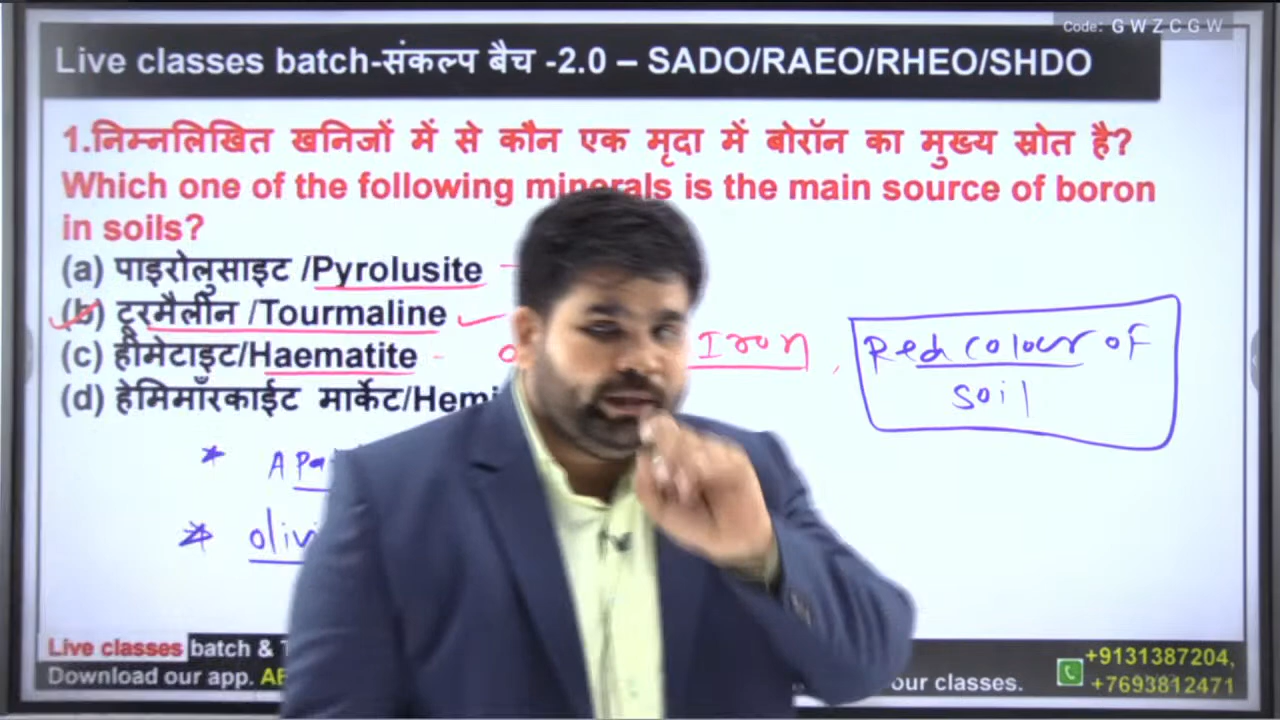 Code: G W Z C G W
Live classes batch-संकल्प बैच -2.0 – SADO/RAEO/RHEO/SHDO
1.निम्नलिखित खनिजों में से कौन एक मृदा में बोरॉन का मुख्य स्रोत है?
Which one of the following minerals is the main source of boron
in soils?
(a) पाइरोलुसाइट /Pyrolusite
(b) टूरमैलीन /Tourmaline
(c) हीमेटाइट/Haematite - Iron, Red colour of
soil
(d) हेमिमॉरकाईट मार्केट/Hemi
Live classes batch &
Download our app. our classes.
+9131387204,
+7693812471